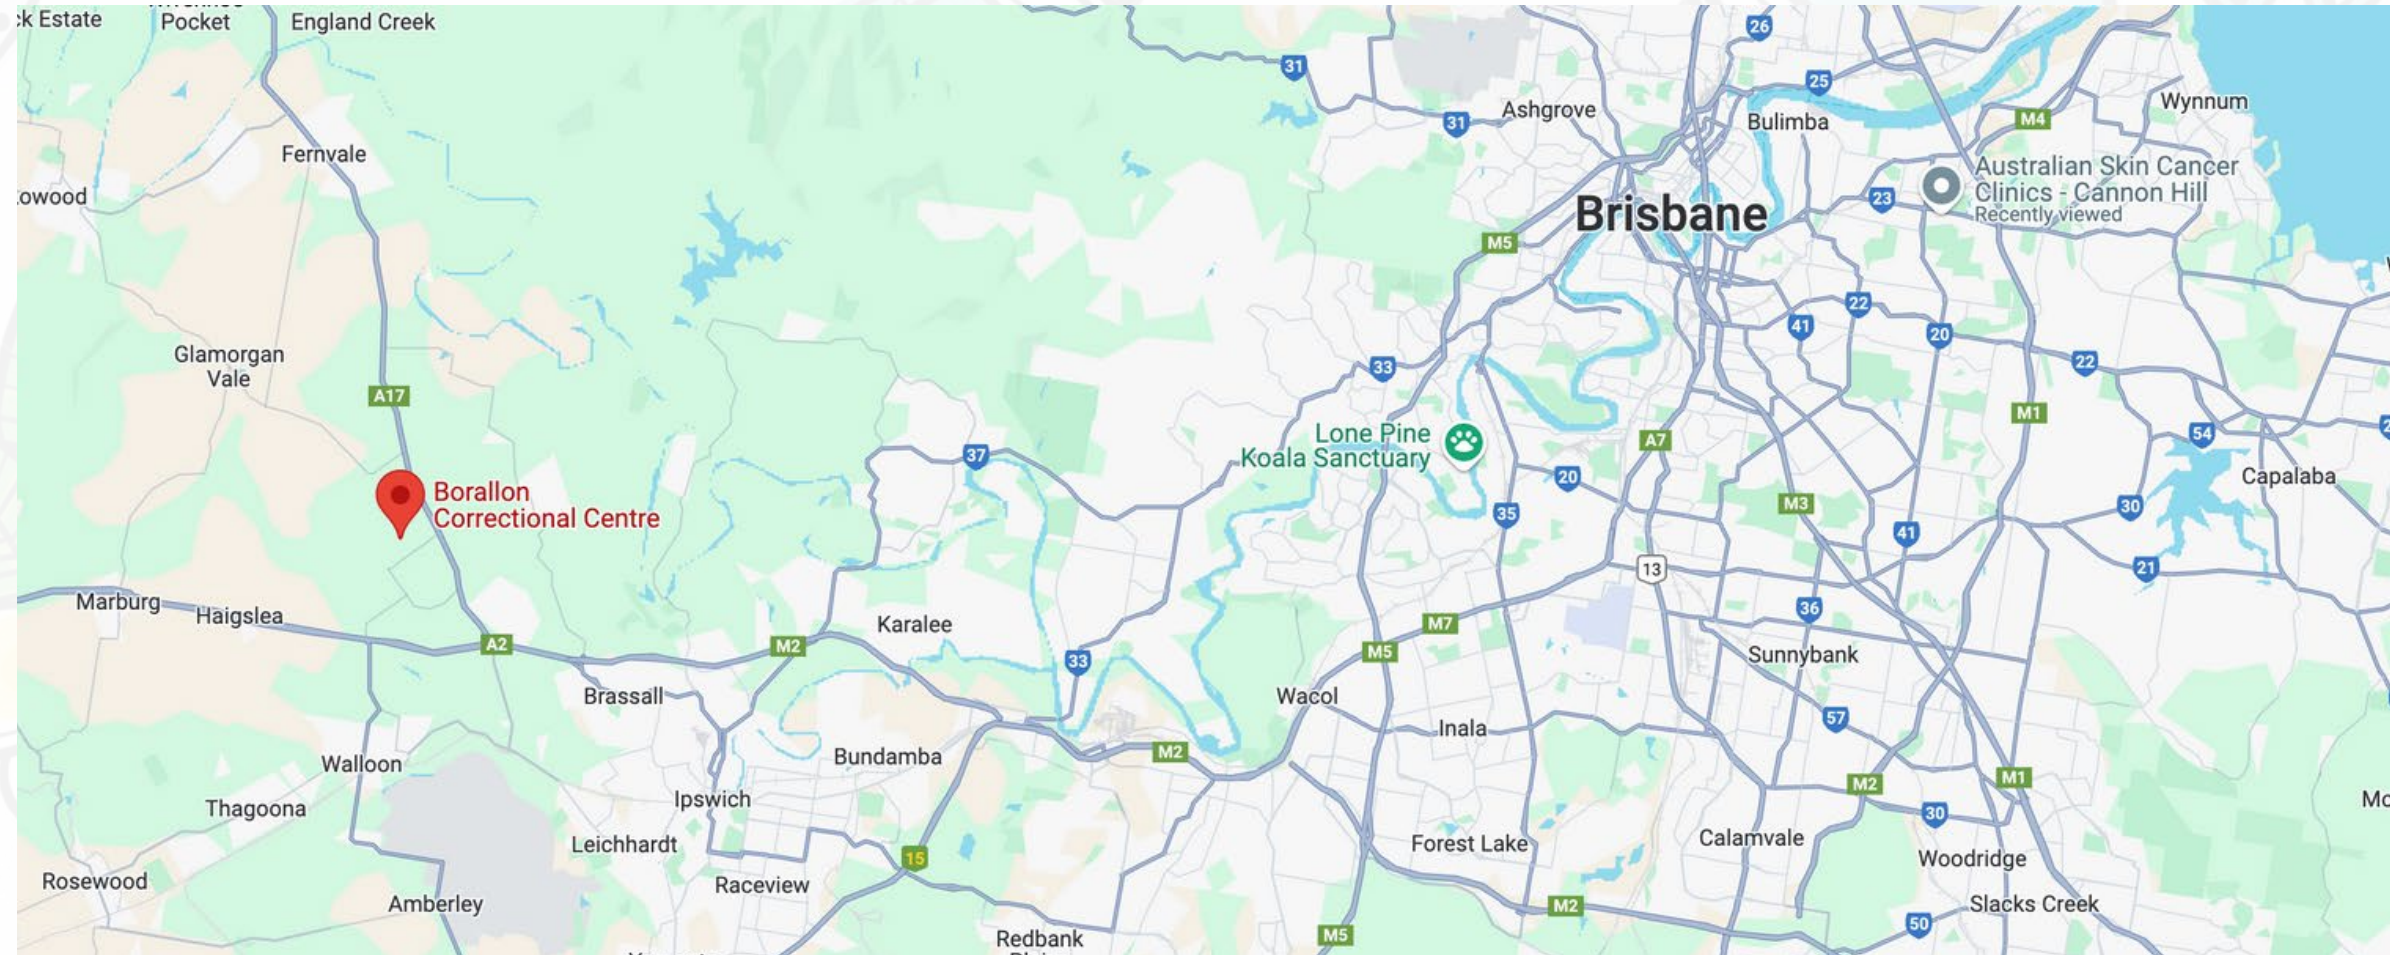 England Creek
Pocket
31
26
25
Ashgrove
31
Bulimba
M4
Wynnum
Fernvale
Australian Skin Cancer
Clinics - Cannon Hill
Recently viewed
23
Brisbane
M5
Glamorgan
Vale
A17
33
41
22
20
22
M1
Lone Pine
Koala Sanctuary
37
A7
54
20
Capalaba
Borallon
Correctional Centre
35
M3
30
41
13
21
Marburg
Haigslea
A2
M2
Karalee
33
M7
M5
36
Sunnybank
Brassall
Wacol
Inala
57
Walloon
Bundamba
M2
M2
M1
Thagoona
Ipswich
Leichhardt
30
Forest Lake
Calamvale
15
Woodridge
Rosewood
Raceview
Amberley
M2
Slacks Creek
50
Redbank
M5